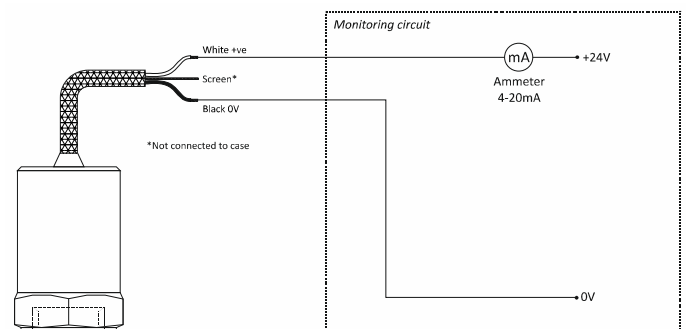 Monitoring circuit
White +ve
mA
+24V
Screen*
Ammeter
4-20mA
Black 0V
*Not connected to case
0V